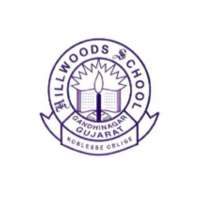 HILLWOODS SCHOOL
GANDHINAGAR
GUJARAT
NOBLESSE OBLIGE